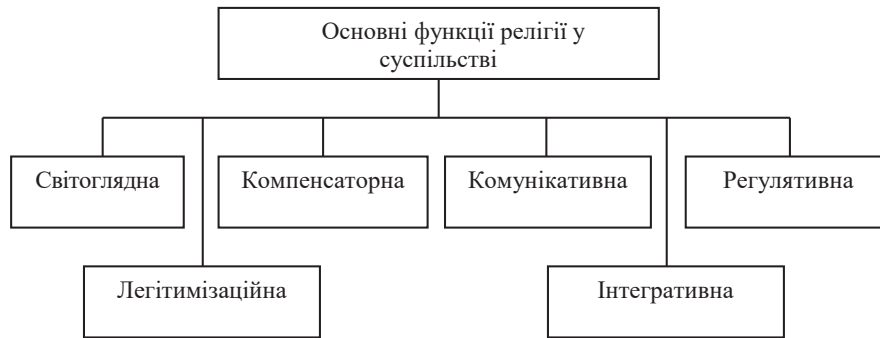 Основні функції релігії у
суспільстві
Світоглядна
Компенсаторна
Комунікативна
Регулятивна
Легітимізаційна
Інтегративна